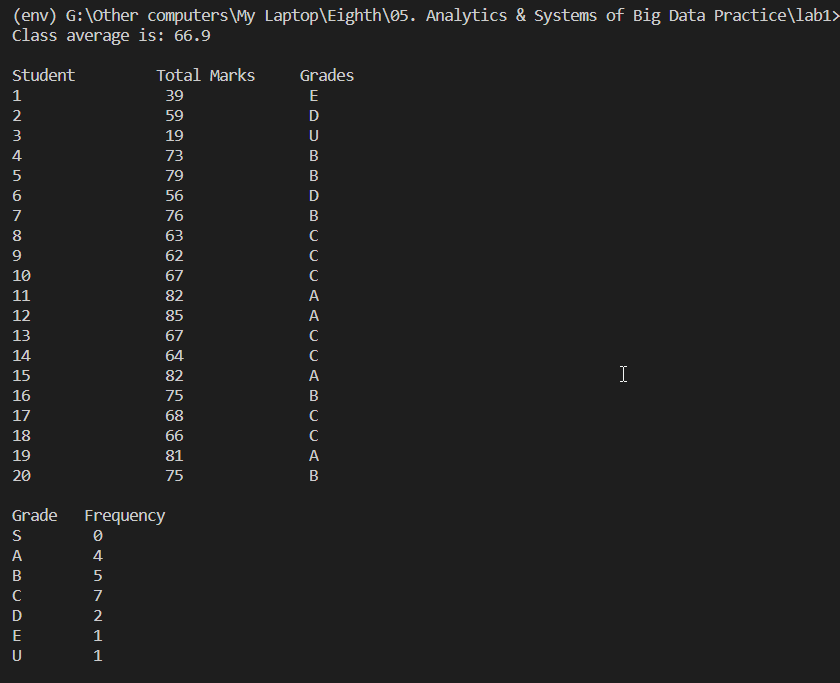 (env) G:\Other computers\My Laptop\Eighth\05. Analytics & Systems of Big Data Practice\lab1>
Class average is: 66.9
Student Total Marks Grades
1 39 E
2 59 D
3 19 U
4 73 B
5 79 B
6 56 D
7 76 B
8 63 C
9 62 C
10 67 C
11 82 A
12 85 A
13 67 C
14 64 C
15 82 A
16 75 B
17 68 C
18 66 C
19 81 A
20 75 B
Grade Frequency
S 0
A 4
B 5
C 7
D 2
E 1
U 1